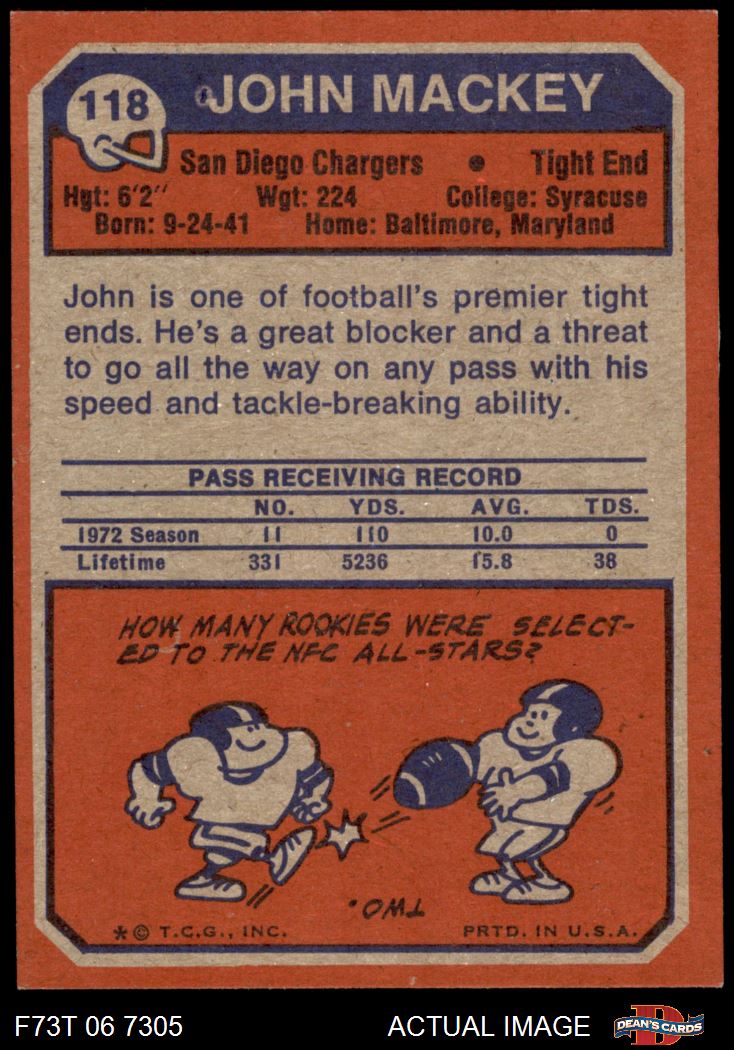 118
JOHN MACKEY
San Diego Chargers • Tight End
Hgt: 6'2" Wgt: 224 College: Syracuse
Born: 9-24-41 Home: Baltimore, Maryland
John is one of football's premier tight
ends. He's a great blocker and a threat
to go all the way on any pass with his
speed and tackle-breaking ability.
PASS RECEIVING RECORD
NO. YDS. AVG. TDS.
1972 Season 11 110 10.0 0
Lifetime 331 5236 15.8 38
HOW MANY ROOKIES WERE SELECT-
ED TO THE NFC ALL-STARS?
TWO.
*© T.C.G., INC. PRTD. IN U.S.A.
F73T 06 7305 ACTUAL IMAGE
D
DEAN'S CARDS